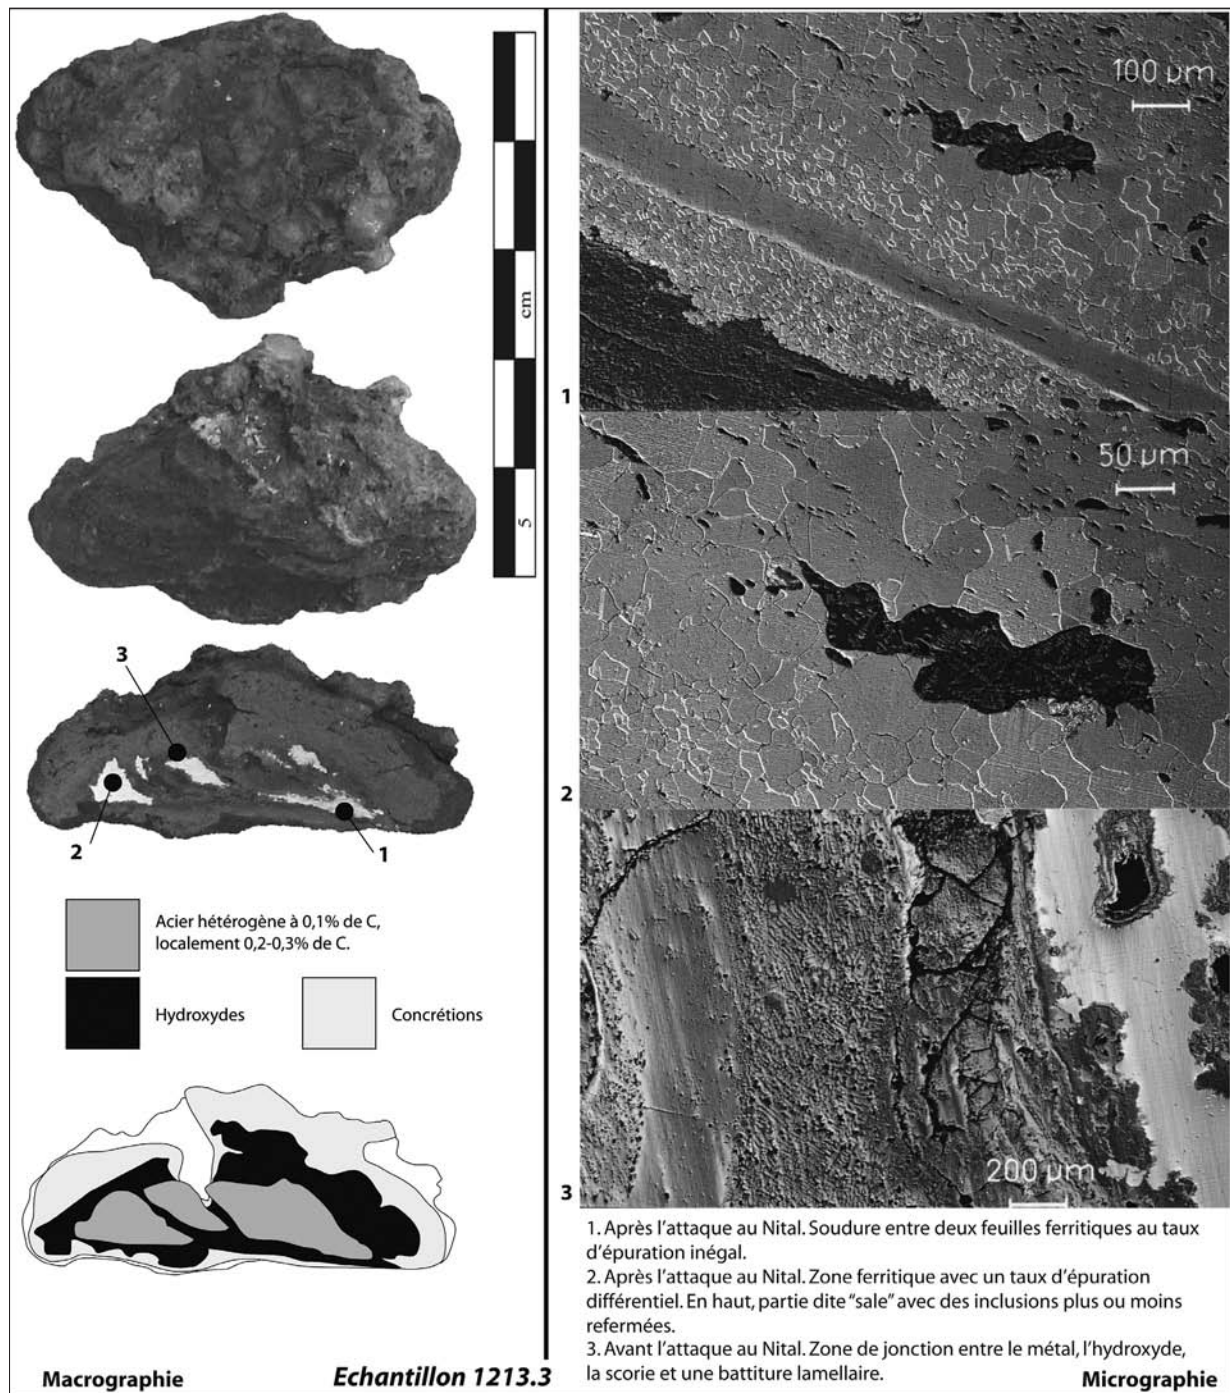 cm
5
3
2
1
Acier hétérogène à 0,1% de C,
localement 0,2-0,3% de C.
Hydroxydes
Concrétions
Macrographie
Echantillon 1213.3
100 µm
1
50 µm
2
200 µm
3
1. Après l'attaque au Nital. Soudure entre deux feuilles ferritiques au taux
d'épuration inégal.
2. Après l'attaque au Nital. Zone ferritique avec un taux d'épuration
différentiel. En haut, partie dite "sale" avec des inclusions plus ou moins
refermées.
3. Avant l'attaque au Nital. Zone de jonction entre le métal, l'hydroxyde,
la scorie et une battiture lamellaire.
Micrographie